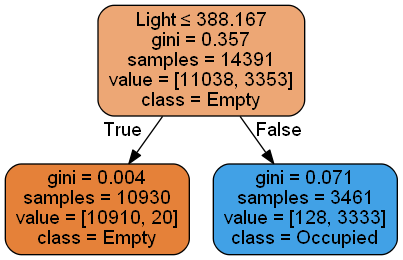 Light ≤ 388.167
gini = 0.357
samples = 14391
value = [11038, 3353]
class = Empty
True
False
gini = 0.004
samples = 10930
value = [10910, 20]
class = Empty
gini = 0.071
samples = 3461
value = [128, 3333]
class = Occupied